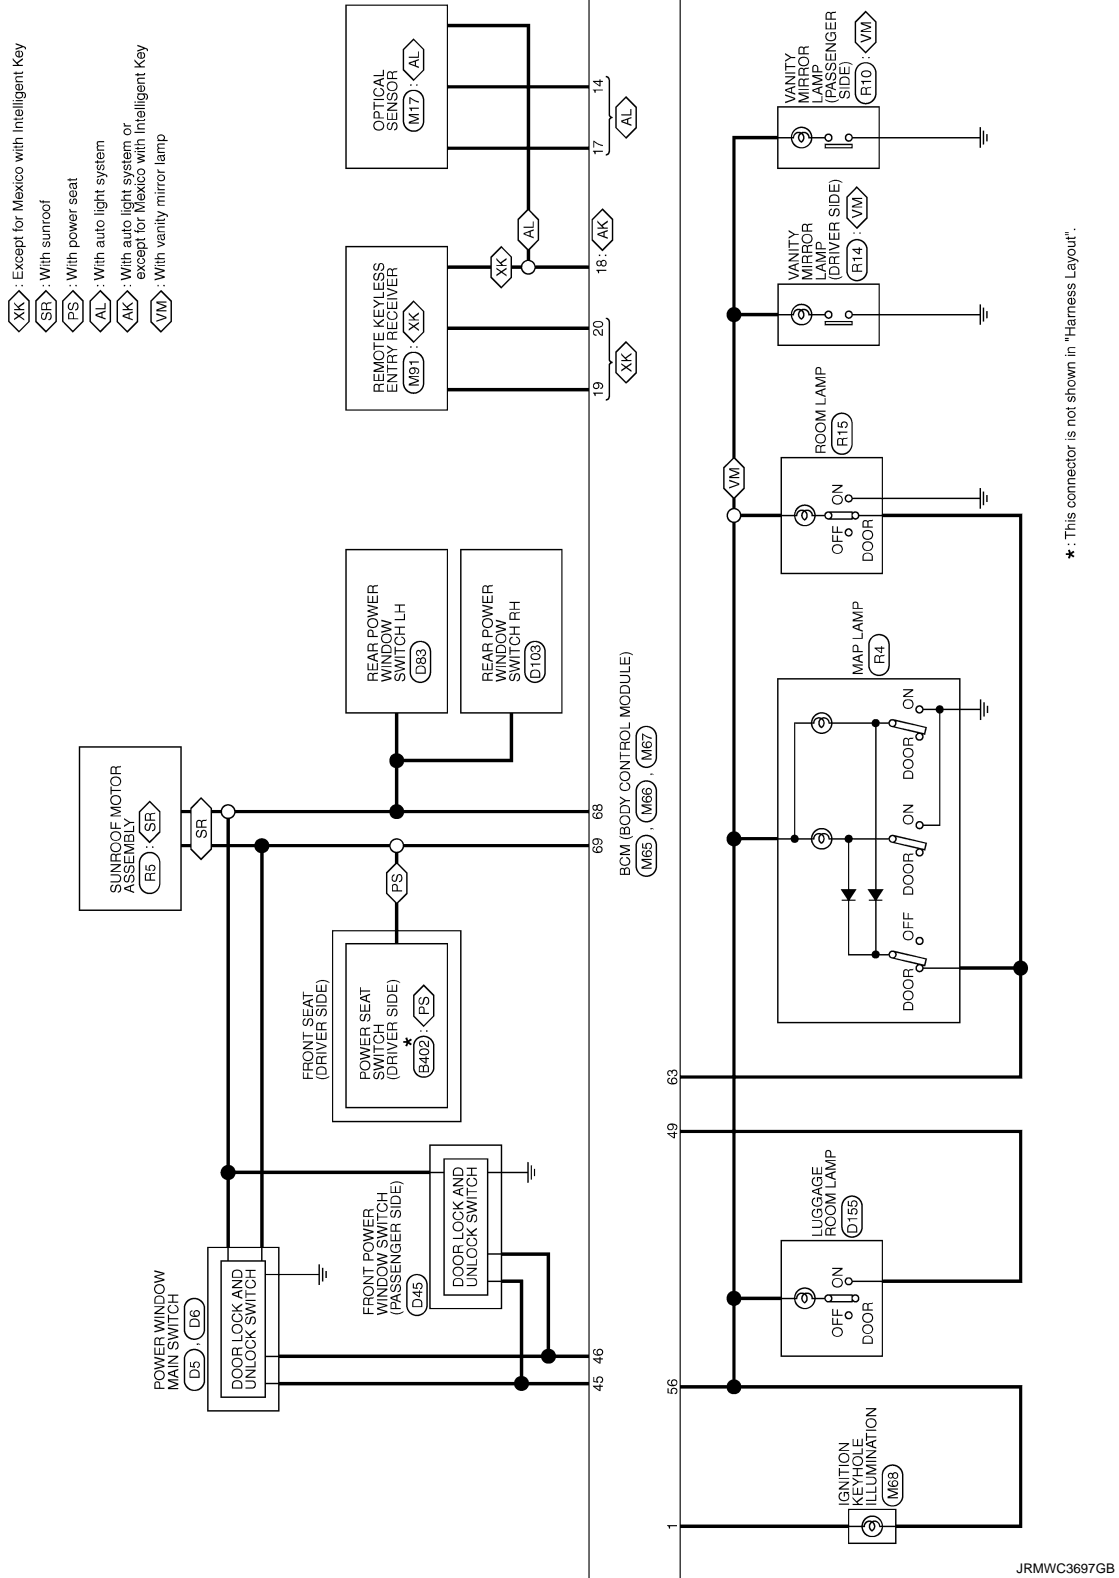 XK : Except for Mexico with Intelligent Key
SR : With sunroof
PS : With power seat
AL : With auto light system
AK : With auto light system or
except for Mexico with Intelligent Key
VM : With vanity mirror lamp
SUNROOF MOTOR
ASSEMBLY
R5 : SR
SR
POWER WINDOW
MAIN SWITCH
D5 , D6
DOOR LOCK AND
UNLOCK SWITCH
FRONT POWER
WINDOW SWITCH
(PASSENGER SIDE)
D45
DOOR LOCK AND
UNLOCK SWITCH
FRONT SEAT
(DRIVER SIDE)
POWER SEAT
SWITCH
(DRIVER SIDE)
*
B402 : PS
PS
REAR POWER
WINDOW
SWITCH LH
D83
REAR POWER
WINDOW
SWITCH RH
D103
REMOTE KEYLESS
ENTRY RECEIVER
M91 : XK
XK
OPTICAL
SENSOR
M17 : AL
AL
45
46
69
68
19
20
XK
18 : AK
17
14
AL
BCM (BODY CONTROL MODULE)
M65 , M66 , M67
1
56
49
63
IGNITION
KEYHOLE
ILLUMINATION
M68
LUGGAGE
ROOM LAMP
D155
OFF
ON
DOOR
MAP LAMP
R4
DOOR
OFF
DOOR
ON
DOOR
ON
ROOM LAMP
R15
OFF
ON
DOOR
VM
VANITY
MIRROR
LAMP
(DRIVER SIDE)
R14 : VM
VANITY
MIRROR
LAMP
(PASSENGER
SIDE)
R10 : VM
* : This connector is not shown in "Harness Layout".
JRMWC3697GB